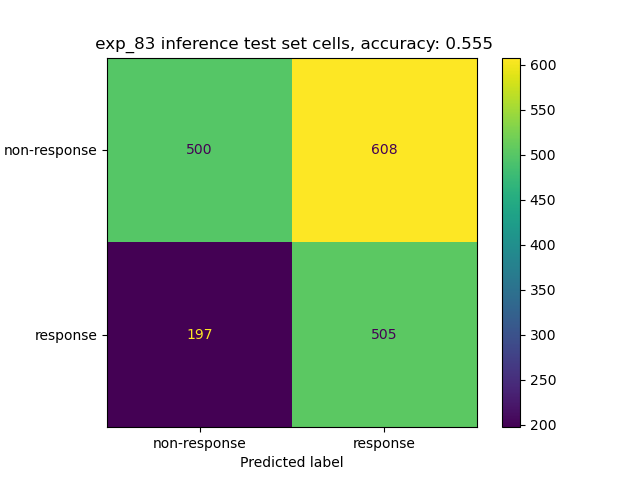 exp_83 inference test set cells, accuracy: 0.555
non-response
500
608
response
197
505
non-response
response
Predicted label
600
550
500
450
400
350
300
250
200